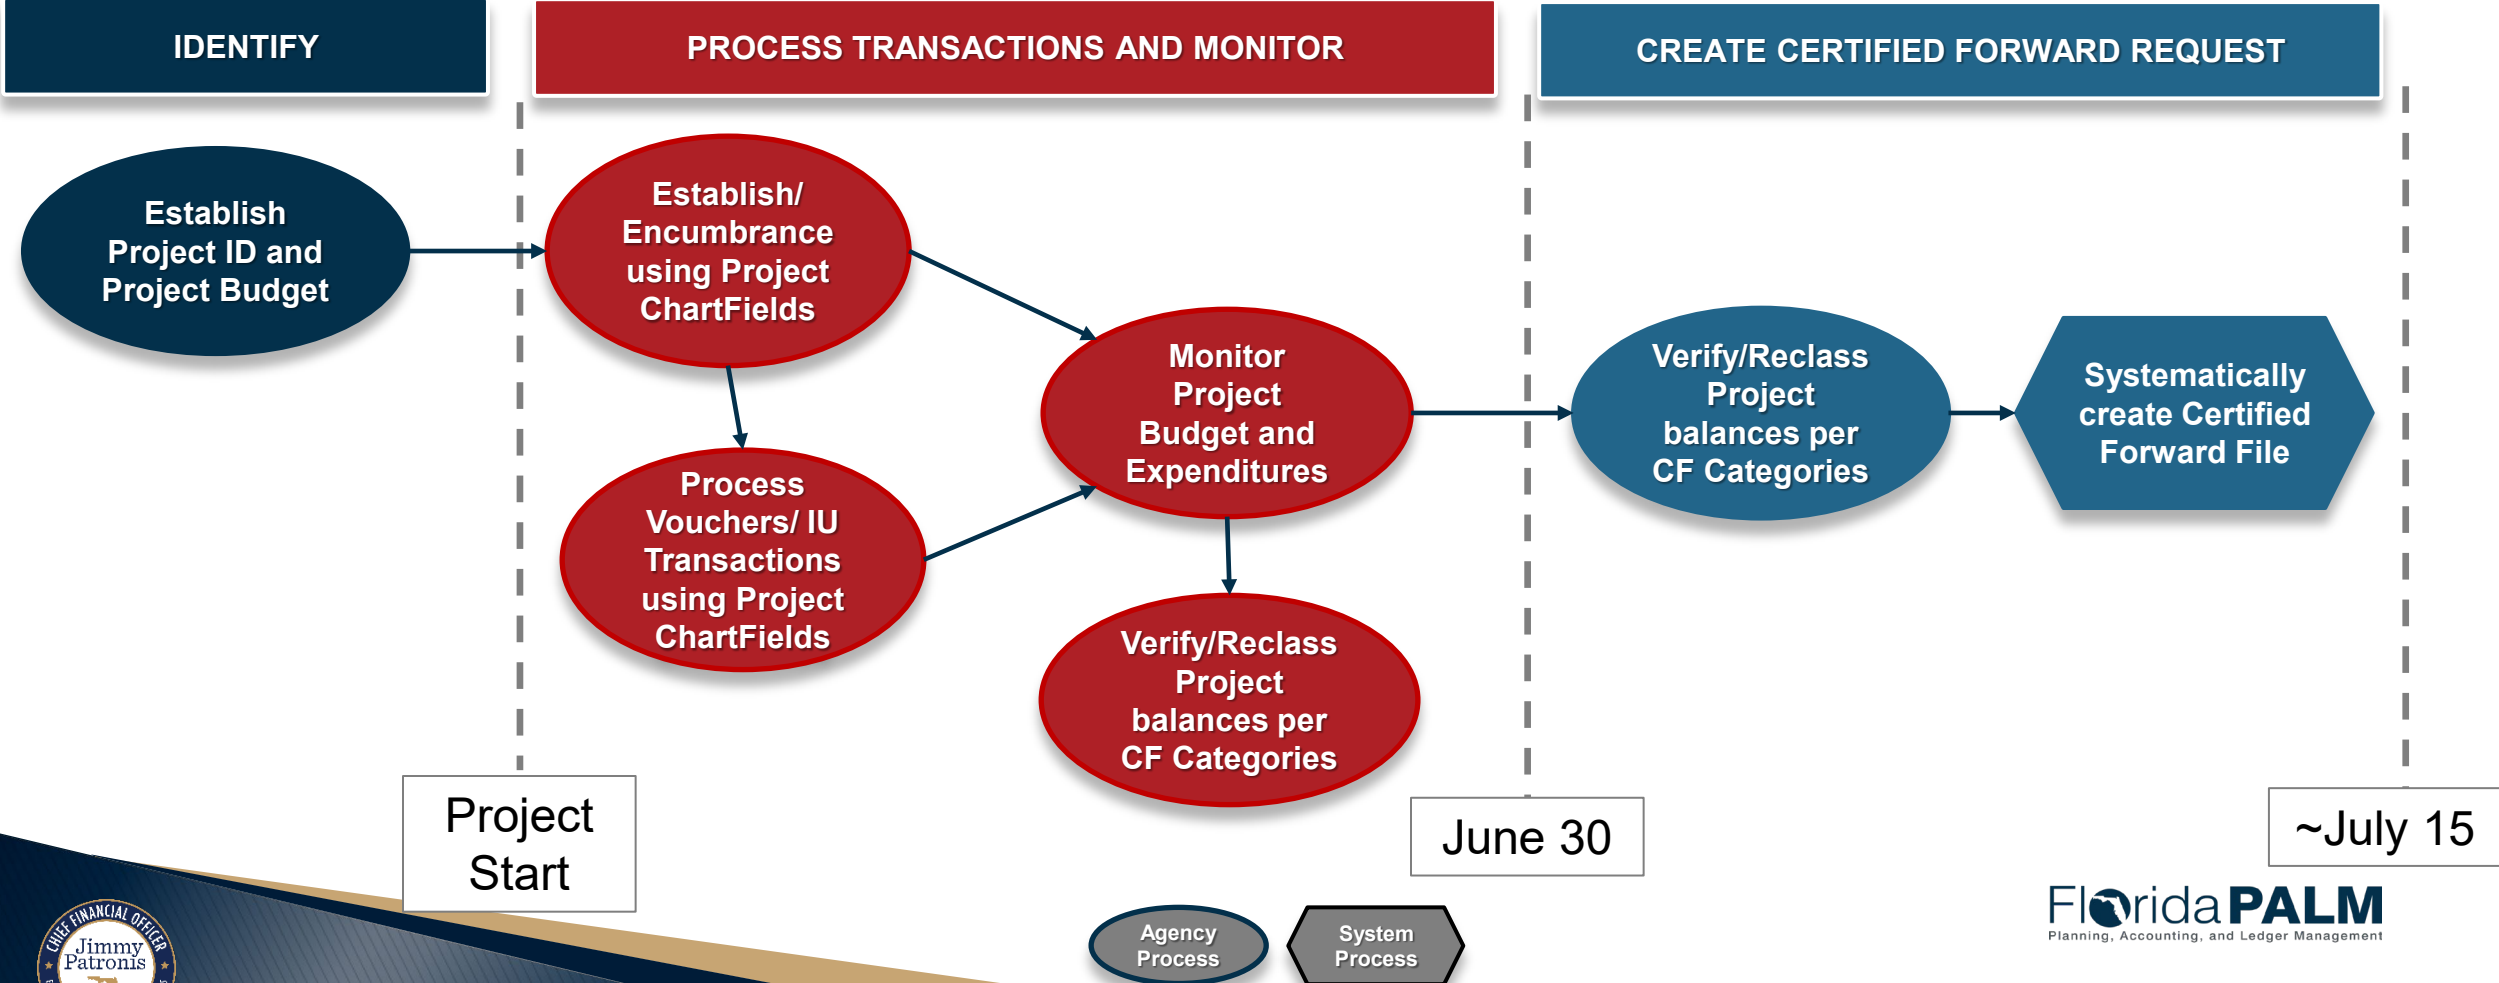 IDENTIFY
PROCESS TRANSACTIONS AND MONITOR
CREATE CERTIFIED FORWARD REQUEST
Establish
Project ID and
Project Budget
Establish/
Encumbrance
using Project
ChartFields
Process
Vouchers/ IU
Transactions
using Project
ChartFields
Monitor
Project
Budget and
Expenditures
Verify/Reclass
Project
balances per
CF Categories
Verify/Reclass
Project
balances per
CF Categories
Systematically
create Certified
Forward File
Project
Start
June 30
~July 15
CHIEF FINANCIAL OFFICER
Jimmy
Patronis
Agency
Process
System
Process
Florida PALM
Planning, Accounting, and Ledger Management